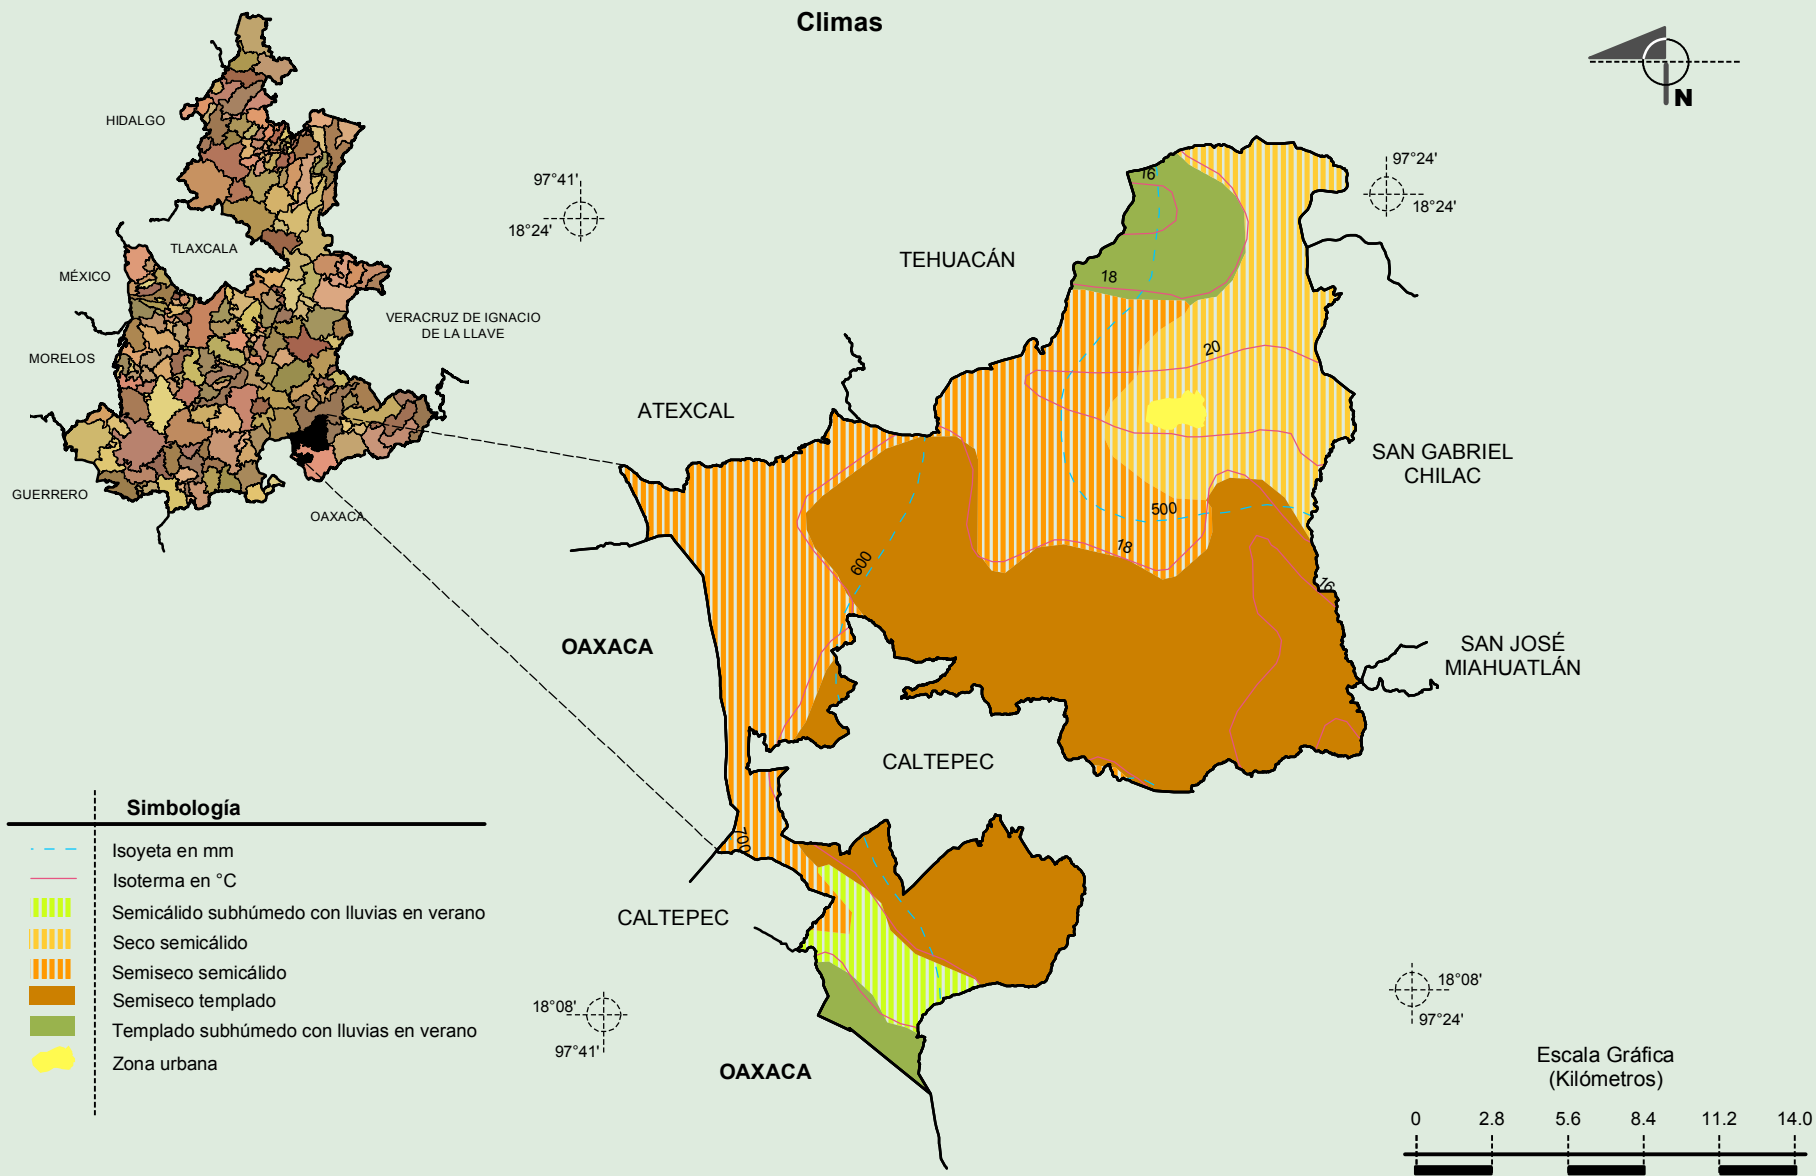 Climas
N
HIDALGO
TLAXCALA
MÉXICO
VERACRUZ DE IGNACIO
DE LA LLAVE
MORELOS
GUERRERO
OAXACA
97°41'
18°24'
97°24'
18°24'
TEHUACÁN
ATEXCAL
SAN GABRIEL
CHILAC
OAXACA
SAN JOSÉ
MIAHUATLÁN
CALTEPEC
CALTEPEC
OAXACA
16
18
20
500
18
600
16
700
Simbología
Isoyeta en mm
Isoterma en °C
Semicálido subhúmedo con lluvias en verano
Seco semicálido
Semiseco semicálido
Semiseco templado
Templado subhúmedo con lluvias en verano
Zona urbana
18°08'
97°41'
18°08'
97°24'
Escala Gráfica
(Kilómetros)
0 2.8 5.6 8.4 11.2 14.0